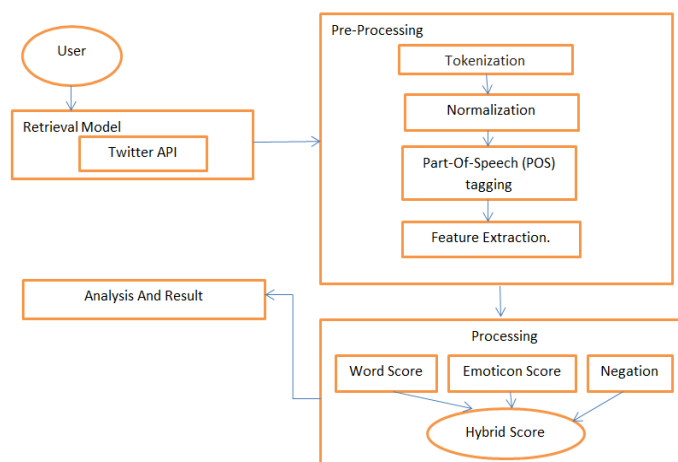 User
Retrieval Model
Twitter API
Pre-Processing
Tokenization
Normalization
Part-Of-Speech (POS)
tagging
Feature Extraction.
Analysis And Result
Processing
Word Score
Emoticon Score
Negation
Hybrid Score